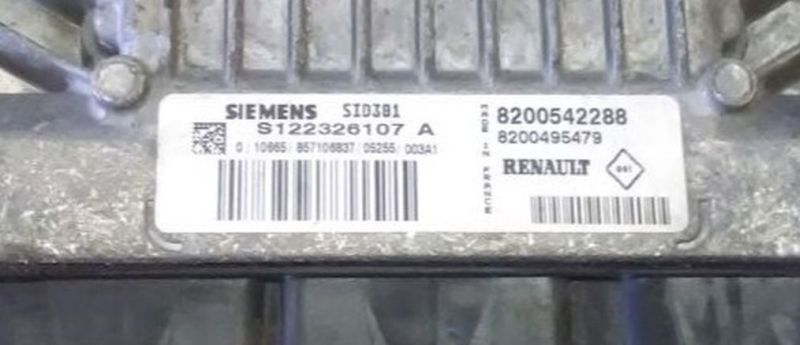 SIEMENS SID301
S122326107 A
0/10865/857106837/05255/003A1
MADE IN FRANCE
8200542288
8200495479
RENAULT